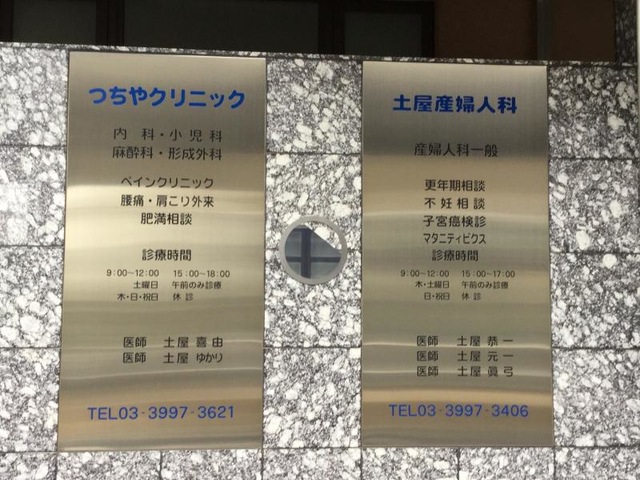 つちやクリニック
内 科・小 児 科
麻酔科・形成外科
ペインクリニック
腰痛・肩こり外来
肥満相談
診療時間
9:00〜12:00 15:00〜18:00
土曜日 午前のみ診療
木・日・祝日 休 診
医師 土屋 喜 由
医師 土屋 ゆかり
TEL03-3997-3621
土屋産婦人科
産婦人科一般
更年期相談
不 妊 相 談
子宮癌検診
マタニティビクス
診療時間
9:00〜12:00 15:00〜17:00
木・土曜日 午前のみ診療
日・祝日 休 診
医師 土屋 恭 一
医師 土屋 元 一
医師 土屋 眞 弓
TEL03-3997-3406